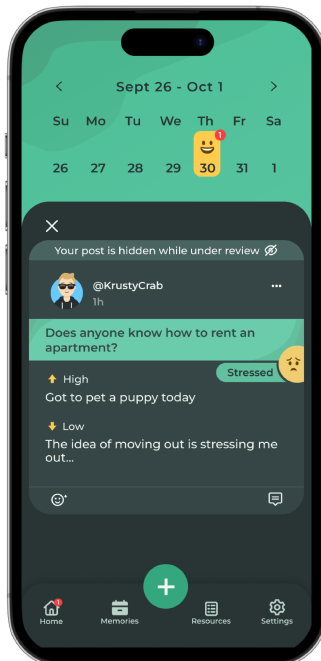 Sept 26 - Oct 1
Su Mo Tu We Th Fr Sa
1
26 27 28 29 30 31 1
Your post is hidden while under review
@KrustyCrab
1h
Does anyone know how to rent an
apartment?
Stressed
High
Got to pet a puppy today
Low
The idea of moving out is stressing me
out...
1
Home Memories Resources Settings